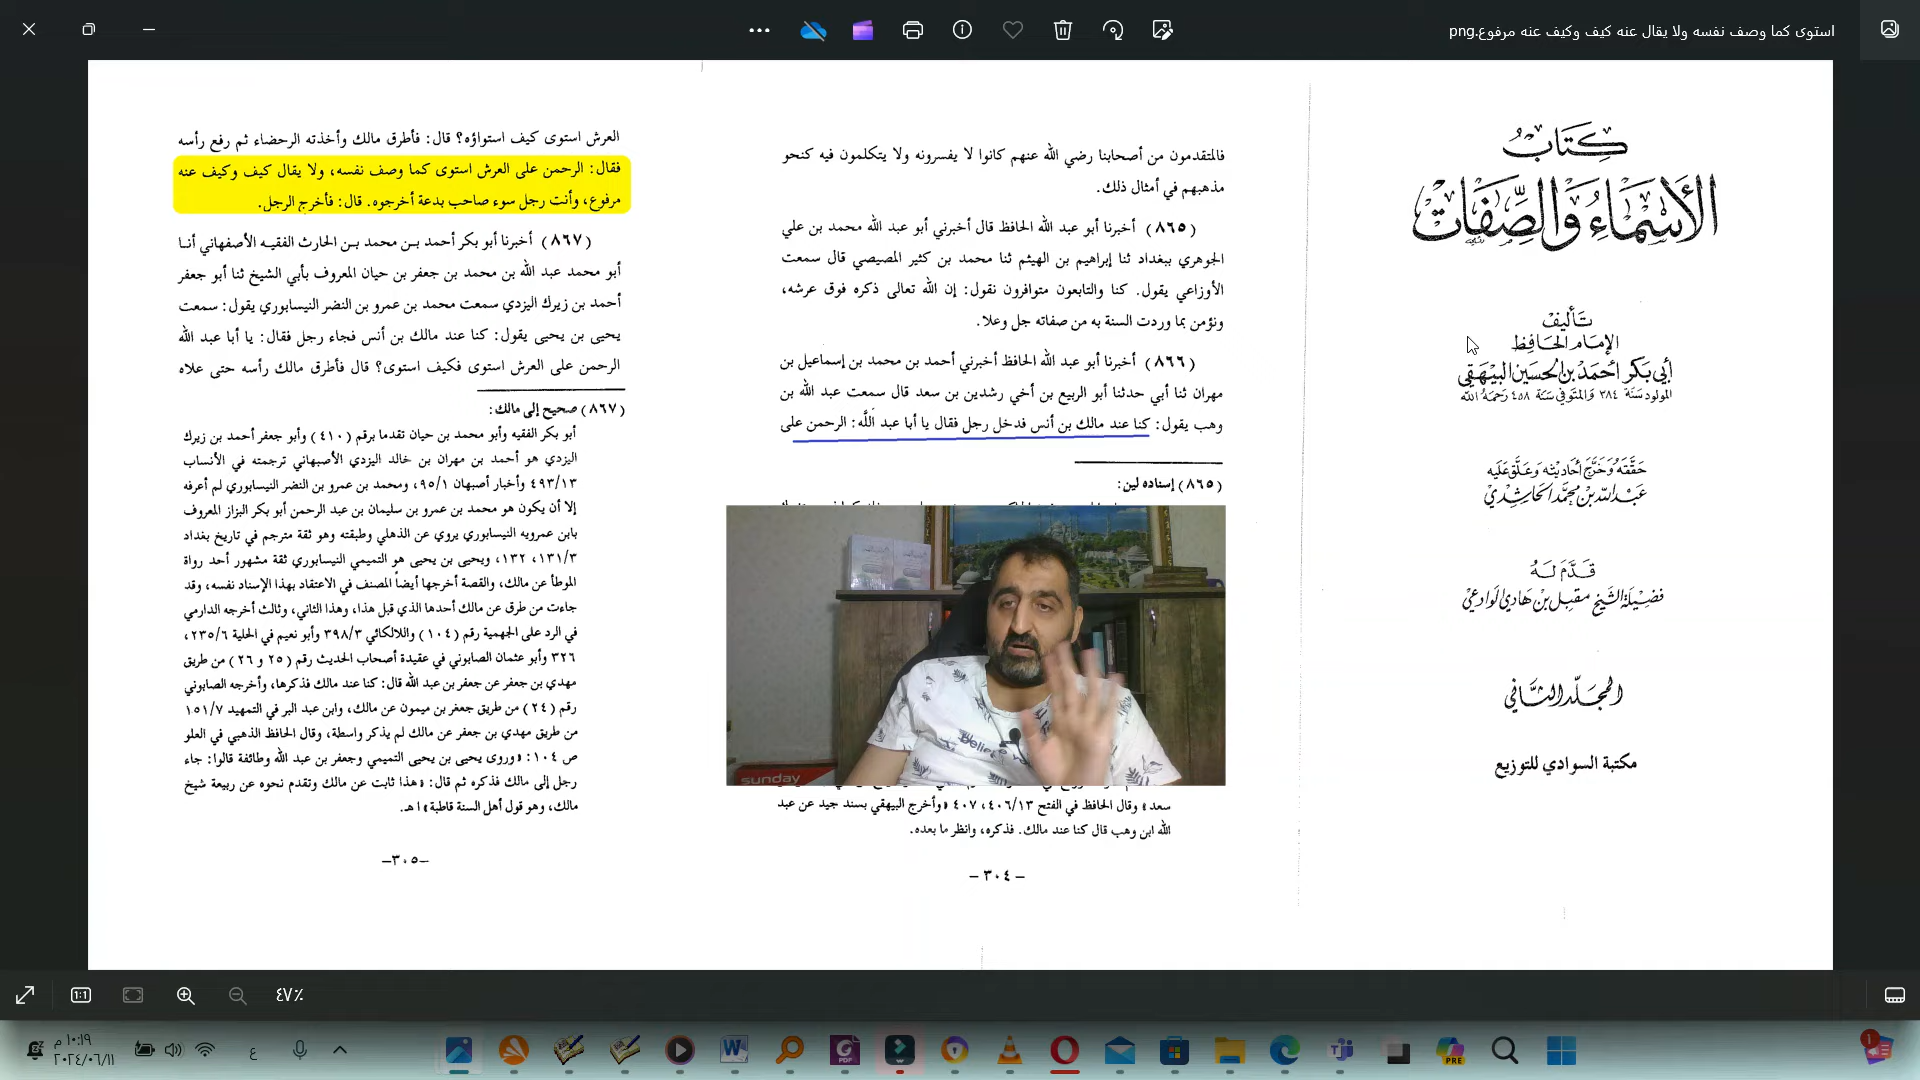 استوى كما وصف نفسه ولا يقال عنه كيف وكيف عنه مرفوع.png
كتاب
الأسماء والصفات
تأليف
الإمام الحافظ
أبي بكر أحمد بن الحسين البيهقي
المولود سنة ٣٨٤ والمتوفى سنة ٤٥٨ رحمه الله
حققه وخرج أحاديثه وعلق عليه
عبد الله بن محمد الحاشدي
قدم له
فضيلة الشيخ مقبل بن هادي الوادعي
المجلد الثاني
مكتبة السوادي للتوزيع
فالمتقدمون من أصحابنا رضي الله عنهم كانوا لا يفسرونه ولا يتكلمون فيه كنحو
مذهبهم في أمثال ذلك.
(٨٦٥) أخبرنا أبو عبد الله الحافظ قال أخبرني أبو عبد الله محمد بن علي
الجوهري ببغداد ثنا إبراهيم بن الهيثم ثنا محمد بن كثير المصيصي قال سمعت
الأوزاعي يقول. كنا والتابعون متوافرون نقول: إن الله تعالى ذكره فوق عرشه،
ونؤمن بما وردت السنة به من صفاته جل وعلا.
(٨٦٦) أخبرنا أبو عبد الله الحافظ أخبرني أحمد بن محمد بن إسماعيل بن
مهران ثنا أبي حدثنا أبو الربيع بن أخي رشدين بن سعد قال سمعت عبد الله بن
وهب يقول: كنا عند مالك بن أنس فدخل رجل فقال يا أبا عبد اللَّه: الرحمن على
(٨٦٥) إسناده لين:
سعد» وقال الحافظ في الفتح ٤٠٦/١٣، ٤٠٧ «وأخرج البيهقي بسند جيد عن عبد
الله ابن وهب قال كنا عند مالك. فذكره، وانظر ما بعده.
- ٣٠٤ -
العرش استوى كيف استواؤه؟ قال: فأطرق مالك وأخذته الرحضاء ثم رفع رأسه
فقال: الرحمن على العرش استوى كما وصف نفسه، ولا يقال كيف وكيف عنه
مرفوع، وأنت رجل سوء صاحب بدعة أخرجوه. قال: فأخرج الرجل.
(٨٦٧) أخبرنا أبو بكر أحمد بن محمد بن الحارث الفقيه الأصفهاني أنا
أبو محمد عبد الله بن محمد بن جعفر بن حيان المعروف بأبي الشيخ ثنا أبو جعفر
أحمد بن زيرك اليزدي سمعت محمد بن عمرو بن النضر النيسابوري يقول: سمعت
يحيى بن يحيى يقول: كنا عند مالك بن أنس فجاء رجل فقال: يا أبا عبد الله
الرحمن على العرش استوى فكيف استوى؟ قال فأطرق مالك رأسه حتى علاه
(٨٦٧) صحيح إلى مالك:
أبو بكر الفقيه وأبو محمد بن حيان تقدما برقم (٤١٠) وأبو جعفر أحمد بن زيرك
اليزدي هو أحمد بن مهران بن خالد اليزدي الأصبهاني ترجمته في الأنساب
٤٩٣/١٣ وأخبار أصبهان ٩٥/١، ومحمد بن عمرو بن النضر النيسابوري لم أعرفه
إلا أن يكون هو محمد بن عمرو بن سليمان بن عبد الرحمن أبو بكر البزاز المعروف
بابن عمرويه النيسابوري يروي عن الذهلي وطبقته وهو ثقة مترجم في تاريخ بغداد
١٣١/٣، ١٣٢، ويحيى بن يحيى هو التميمي النيسابوري ثقة مشهور أحد رواة
الموطأ عن مالك، والقصة أخرجها أيضاً المصنف في الاعتقاد بهذا الإسناد نفسه، وقد
جاءت من طرق عن مالك أحدها الذي قبل هذا، وهذا الثاني، وثالث أخرجه الدارمي
في الرد على الجهمية رقم (١٠٤) واللالكائي ٣٩٨/٣ وأبو نعيم في الحلية ٢٣٥/٦،
٣٢٦ وأبو عثمان الصابوني في عقيدة أصحاب الحديث رقم (٢٥ و ٢٦) من طريق
مهدي بن جعفر عن جعفر بن عبد الله قال: كنا عند مالك فذكرها، وأخرجه الصابوني
رقم (٢٤) من طريق جعفر بن ميمون عن مالك، وابن عبد البر في التمهيد ١٥١/٧
من طريق مهدي بن جعفر عن مالك لم يذكر واسطة، وقال الحافظ الذهبي في العلو
ص ١٠٤: «وروى يحيى بن يحيى التميمي وجعفر بن عبد الله وطائفة قالوا: جاء
رجل إلى مالك فذكره ثم قال: «هذا ثابت عن مالك وتقدم نحوه عن ربيعة شيخ
مالك، وهو قول أهل السنة قاطبة» ا هـ.
-٣٠٥-
Believe
sunday
٤٧٪
١٠:١٩ م
٢٠٢٤/٠٦/١١
ع